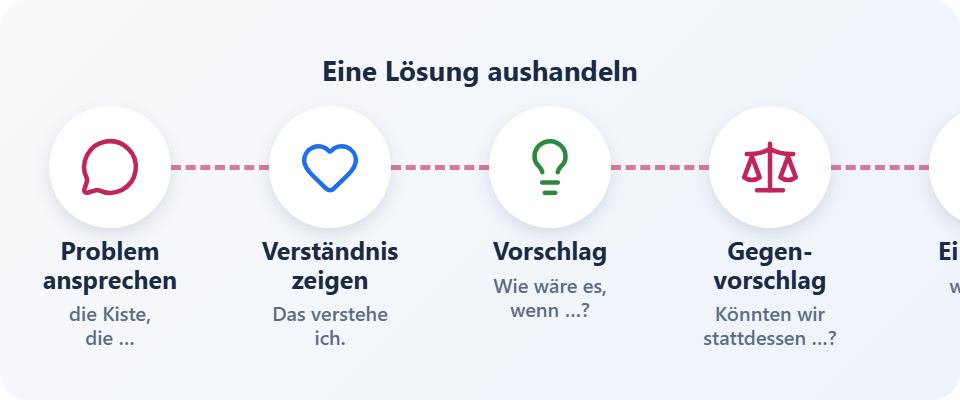 Eine Lösung aushandeln
Problem
ansprechen
die Kiste,
die ...
Verständnis
zeigen
Das verstehe
ich.
Vorschlag
Wie wäre es,
wenn ...?
Gegen-
vorschlag
Könnten wir
stattdessen ...?